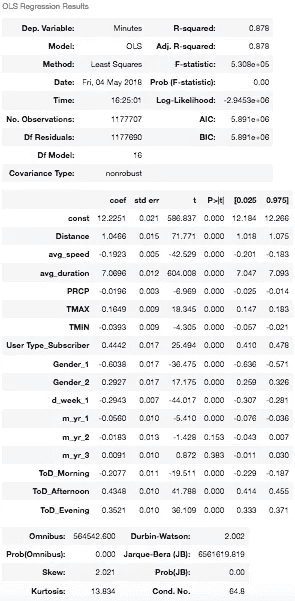 OLS Regression Results
Dep. Variable: Minutes R-squared: 0.878
Model: OLS Adj. R-squared: 0.878
Method: Least Squares F-statistic: 5.308e+05
Date: Fri, 04 May 2018 Prob (F-statistic): 0.00
Time: 16:25:01 Log-Likelihood: -2.9453e+06
No. Observations: 1177707 AIC: 5.891e+06
Df Residuals: 1177690 BIC: 5.891e+06
Df Model: 16
Covariance Type: nonrobust
coef std err t P>|t| [0.025 0.975]
const 12.2251 0.021 586.837 0.000 12.184 12.266
Distance 1.0466 0.015 71.771 0.000 1.018 1.075
avg_speed -0.1923 0.005 -42.529 0.000 -0.201 -0.183
avg_duration 7.0696 0.012 604.008 0.000 7.047 7.093
PRCP -0.0196 0.003 -6.969 0.000 -0.025 -0.014
TMAX 0.1649 0.009 18.345 0.000 0.147 0.183
TMIN -0.0393 0.009 -4.305 0.000 -0.057 -0.021
User Type_Subscriber 0.4442 0.017 25.494 0.000 0.410 0.478
Gender_1 -0.6038 0.017 -36.475 0.000 -0.636 -0.571
Gender_2 0.2927 0.017 17.175 0.000 0.259 0.326
d_week_1 -0.2943 0.007 -44.017 0.000 -0.307 -0.281
m_yr_1 -0.0560 0.010 -5.410 0.000 -0.076 -0.036
m_yr_2 -0.0183 0.013 -1.428 0.153 -0.043 0.007
m_yr_3 0.0091 0.010 0.872 0.383 -0.011 0.030
ToD_Morning -0.2077 0.011 -19.511 0.000 -0.229 -0.187
ToD_Afternoon 0.4348 0.010 41.788 0.000 0.414 0.455
ToD_Evening 0.3521 0.010 36.109 0.000 0.333 0.371
Omnibus: 564542.600 Durbin-Watson: 2.002
Prob(Omnibus): 0.000 Jarque-Bera (JB): 6561619.819
Skew: 2.021 Prob(JB): 0.00
Kurtosis: 13.834 Cond. No. 64.8